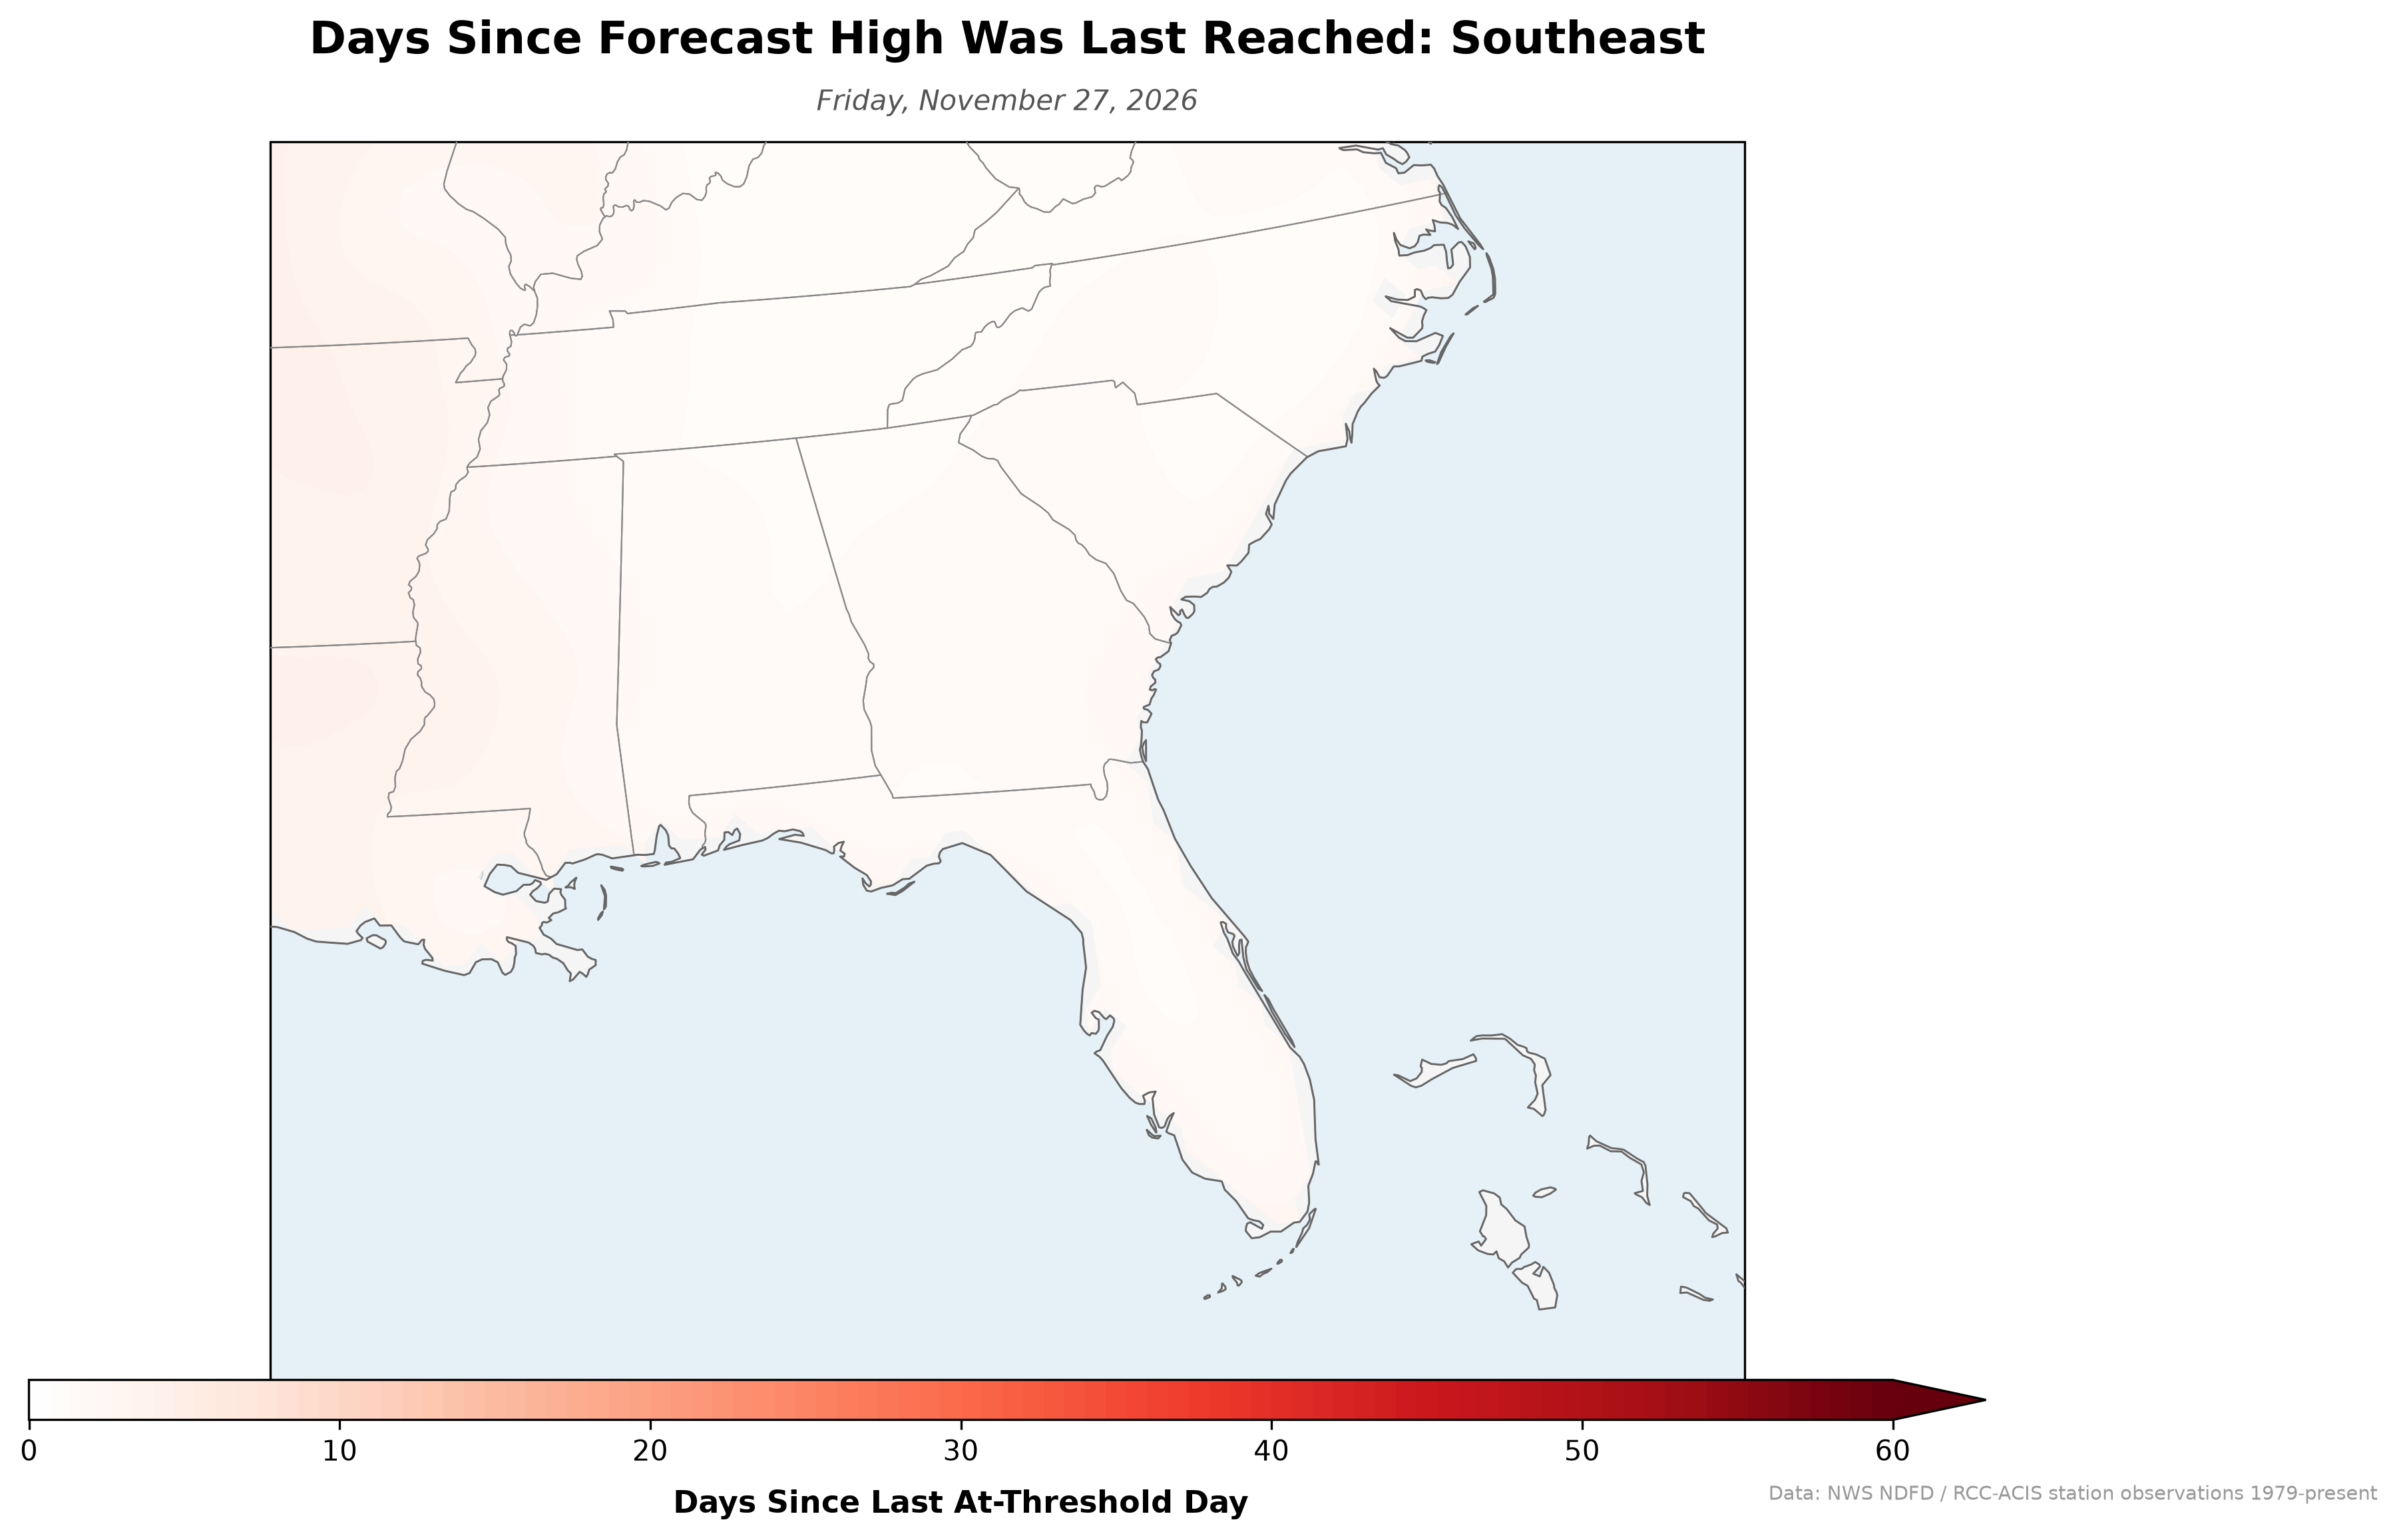 Days Since Forecast High Was Last Reached: Southeast
Friday, November 27, 2026
0 10 20 30 40 50 60
Days Since Last At-Threshold Day
Data: NWS NDFD / RCC-ACIS station observations 1979-present